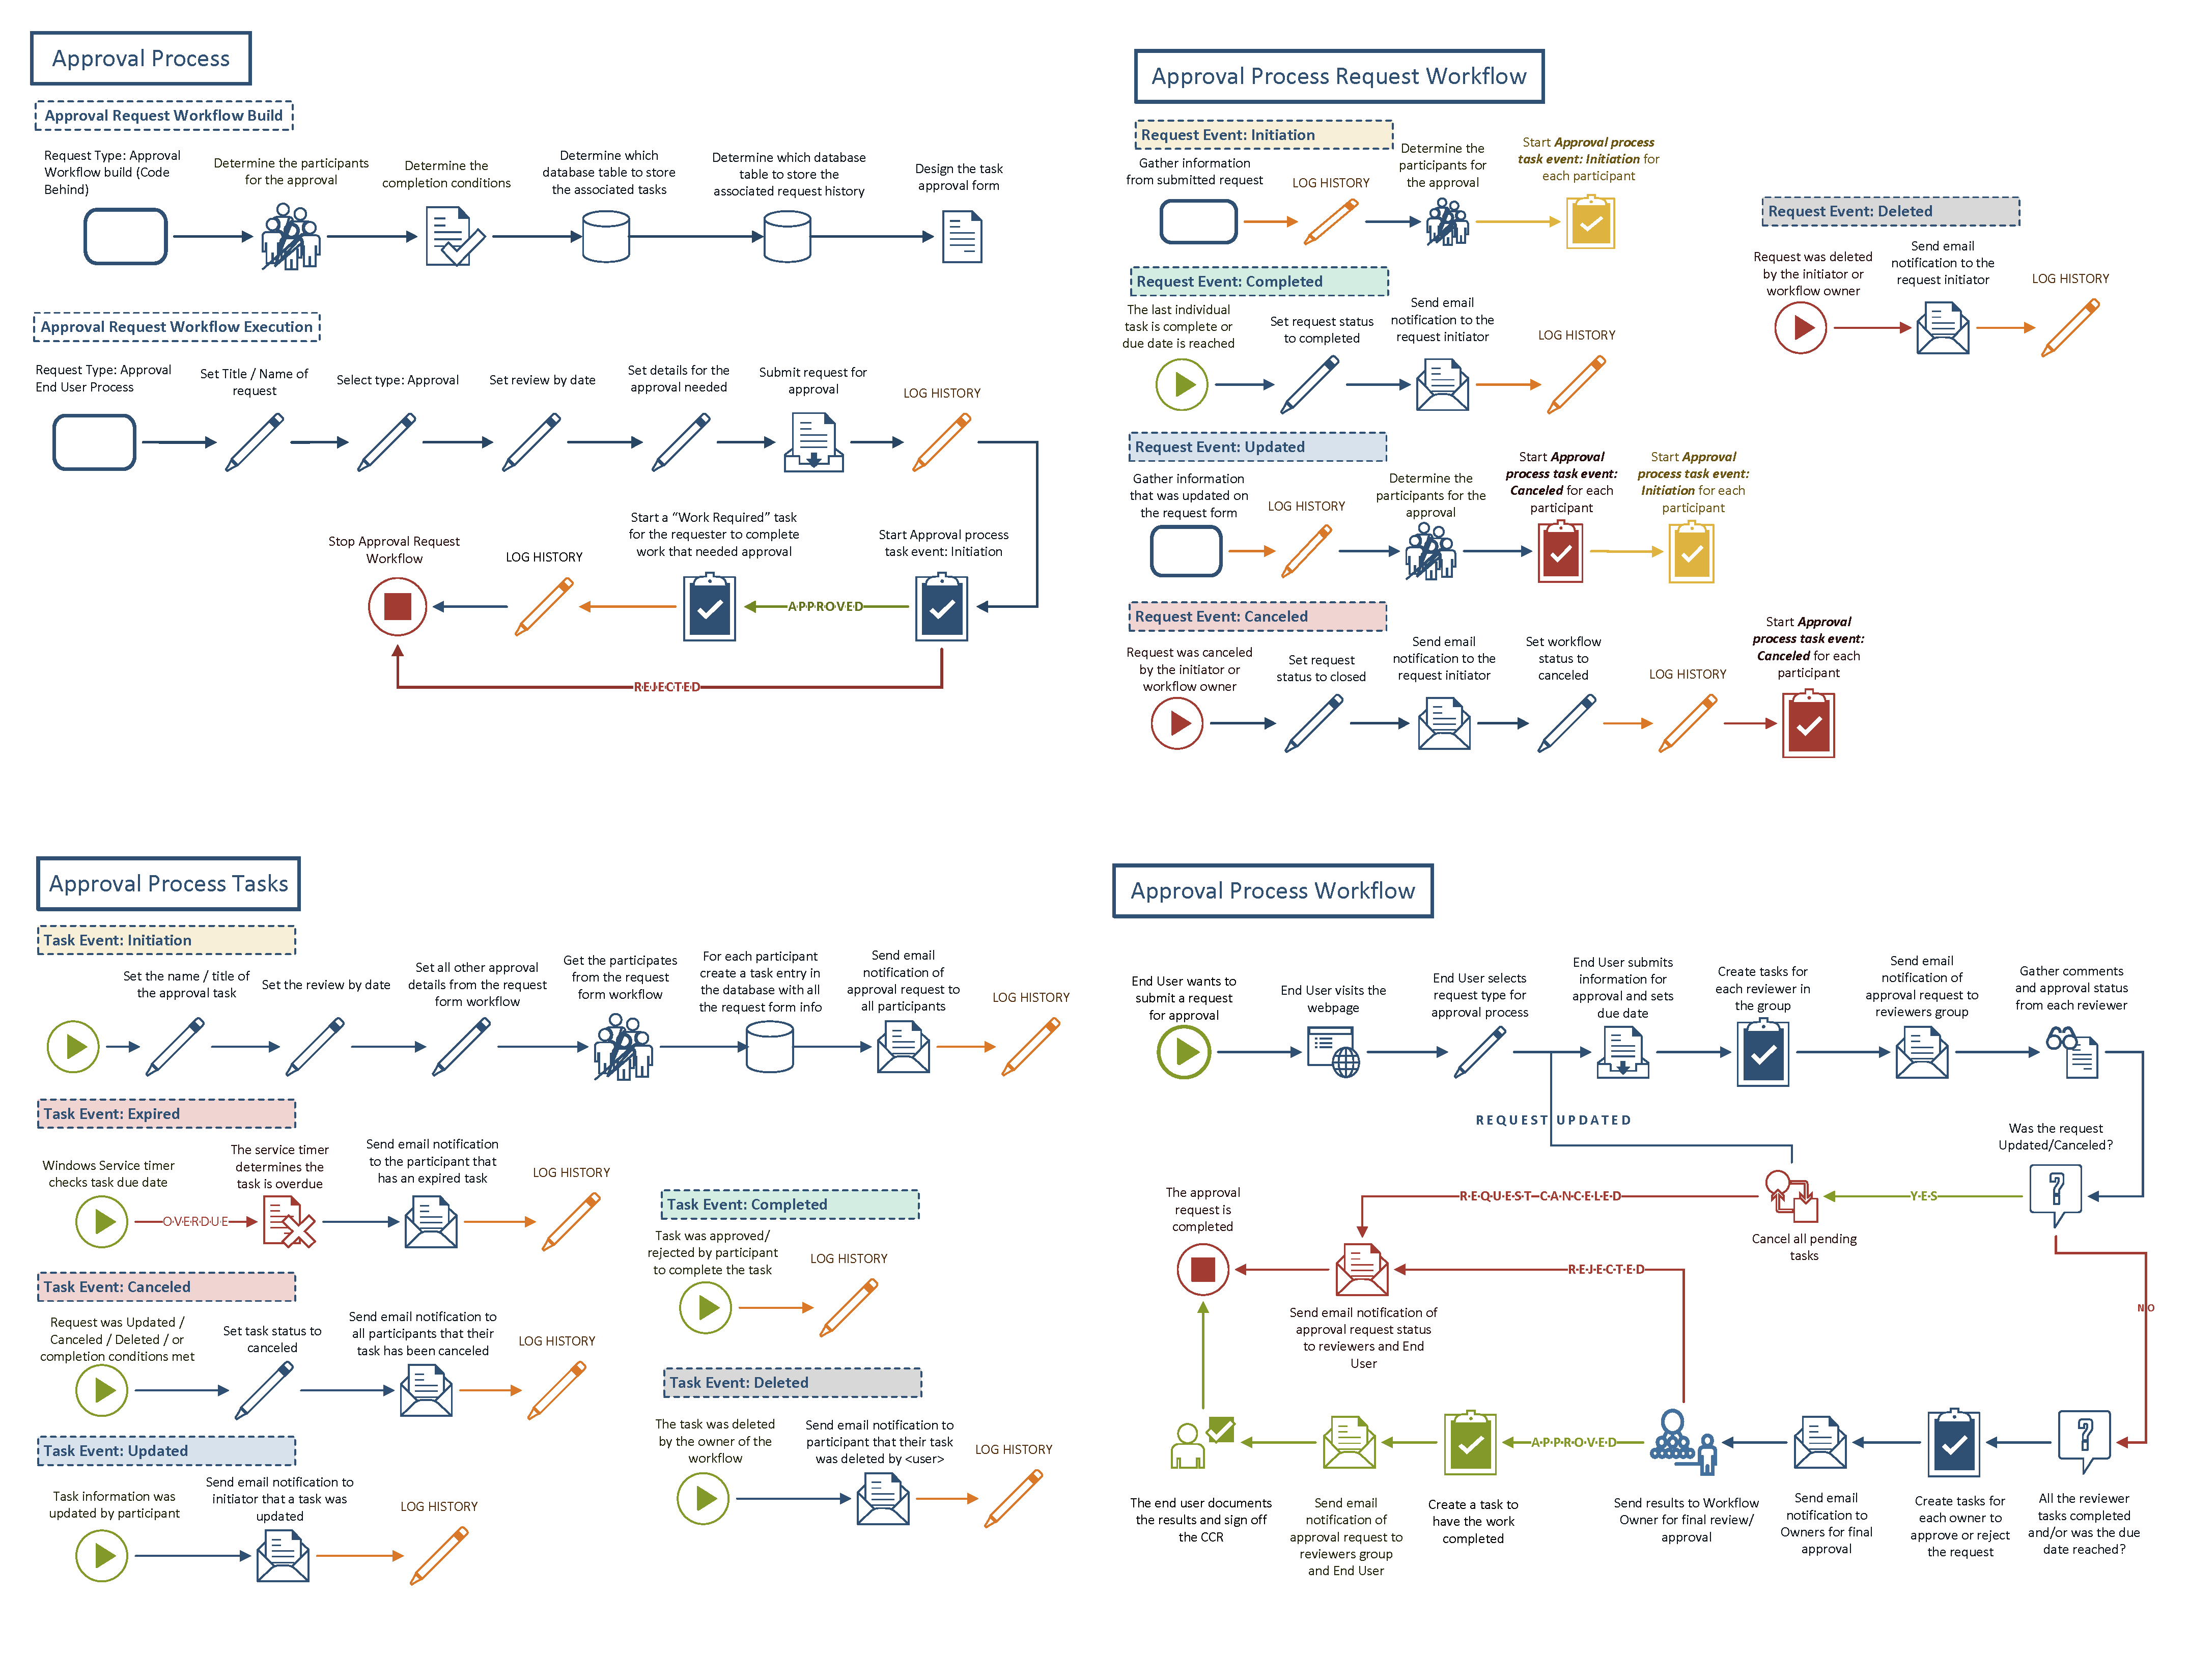 Approval Process
Approval Request Workflow Build
Request Type: Approval
Workflow build (Code
Behind)
Determine the participants
for the approval
Determine the
completion conditions
Determine which
database table to store
the associated tasks
Determine which database
table to store the
associated request history
Design the task
approval form
Approval Request Workflow Execution
Request Type: Approval
End User Process
Set Title / Name of
request
Select type: Approval
Set review by date
Set details for the
approval needed
Submit request for
approval
LOG HISTORY
Stop Approval Request
Workflow
LOG HISTORY
Start a “Work Required” task
for the requester to complete
work that needed approval
Start Approval process
task event: Initiation
APPROVED
REJECTED
Approval Process Request Workflow
Request Event: Initiation
Gather information
from submitted request
LOG HISTORY
Determine the
participants for
the approval
Start Approval process
task event: Initiation for
each participant
Request Event: Deleted
Request was deleted
by the initiator or
workflow owner
Send email
notification to the
request initiator
LOG HISTORY
Request Event: Completed
The last individual
task is complete or
due date is reached
Set request status
to completed
Send email
notification to the
request initiator
LOG HISTORY
Request Event: Updated
Gather information
that was updated on
the request form
LOG HISTORY
Determine the
participants for the
approval
Start Approval
process task event:
Canceled for each
participant
Start Approval
process task event:
Initiation for each
participant
Request Event: Canceled
Request was canceled
by the initiator or
workflow owner
Set request
status to closed
Send email
notification to the
request initiator
Set workflow
status to
canceled
LOG HISTORY
Start Approval
process task event:
Canceled for each
participant
Approval Process Tasks
Task Event: Initiation
Set the name / title of
the approval task
Set the review by date
Set all other approval
details from the request
form workflow
Get the participates
from the request
form workflow
For each participant
create a task entry in
the database with all
the request form info
Send email
notification of
approval request to
all participants
LOG HISTORY
Task Event: Expired
Windows Service timer
checks task due date
OVERDUE
The service timer
determines the
task is overdue
Send email notification
to the participant that
has an expired task
LOG HISTORY
Task Event: Completed
Task was approved/
rejected by participant
to complete the task
LOG HISTORY
Task Event: Canceled
Request was Updated /
Canceled / Deleted / or
completion conditions met
Set task status to
canceled
Send email notification to
all participants that their
task has been canceled
LOG HISTORY
Task Event: Deleted
The task was deleted
by the owner of the
workflow
Send email notification to
participant that their task
was deleted by <user>
LOG HISTORY
Task Event: Updated
Task information was
updated by participant
Send email notification to
initiator that a task was
updated
LOG HISTORY
Approval Process Workflow
End User wants to
submit a request
for approval
End User visits the
webpage
End User selects
request type for
approval process
End User submits
information for
approval and sets
due date
Create tasks for
each reviewer in
the group
Send email
notification of
approval request to
reviewers group
Gather comments
and approval status
from each reviewer
REQUEST UPDATED
Was the request
Updated/Canceled?
The approval
request is
completed
REQUEST CANCELED
YES
Cancel all pending
tasks
REJECTED
NO
Send email notification of
approval request status
to reviewers and End
User
APPROVED
The end user documents
the results and sign off
the CCR
Send email
notification of
approval request to
reviewers group
and End User
Create a task to
have the work
completed
Send results to Workflow
Owner for final review/
approval
Send email
notification to
Owners for final
approval
Create tasks for
each owner to
approve or reject
the request
All the reviewer
tasks completed
and/or was the due
date reached?